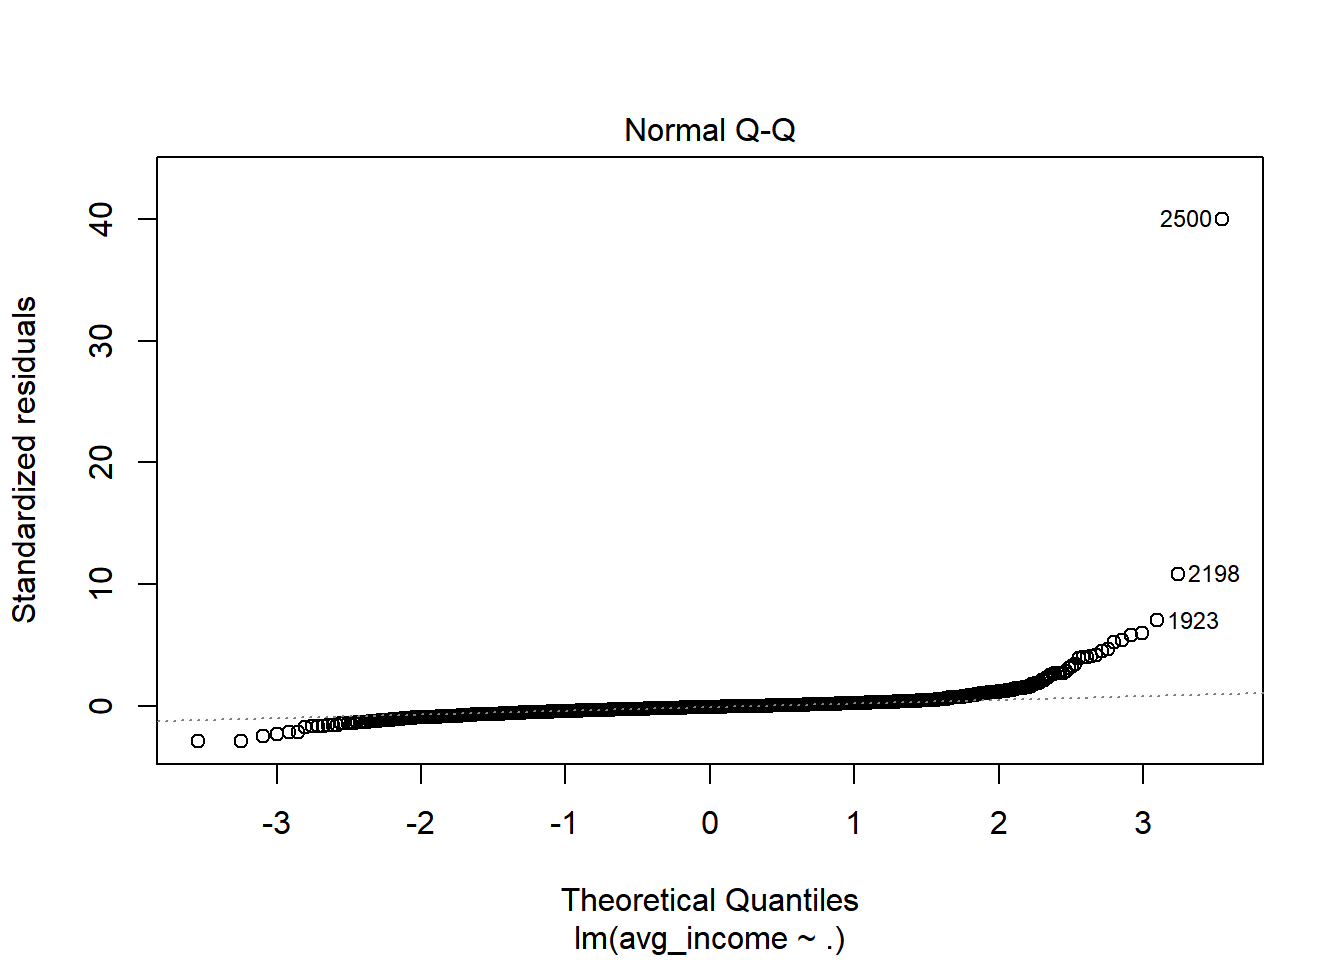 Normal Q-Q
Standardized residuals
40
30
20
10
0
2500
2198
1923
-3 -2 -1 0 1 2 3
Theoretical Quantiles
lm(avg_income ~ .)